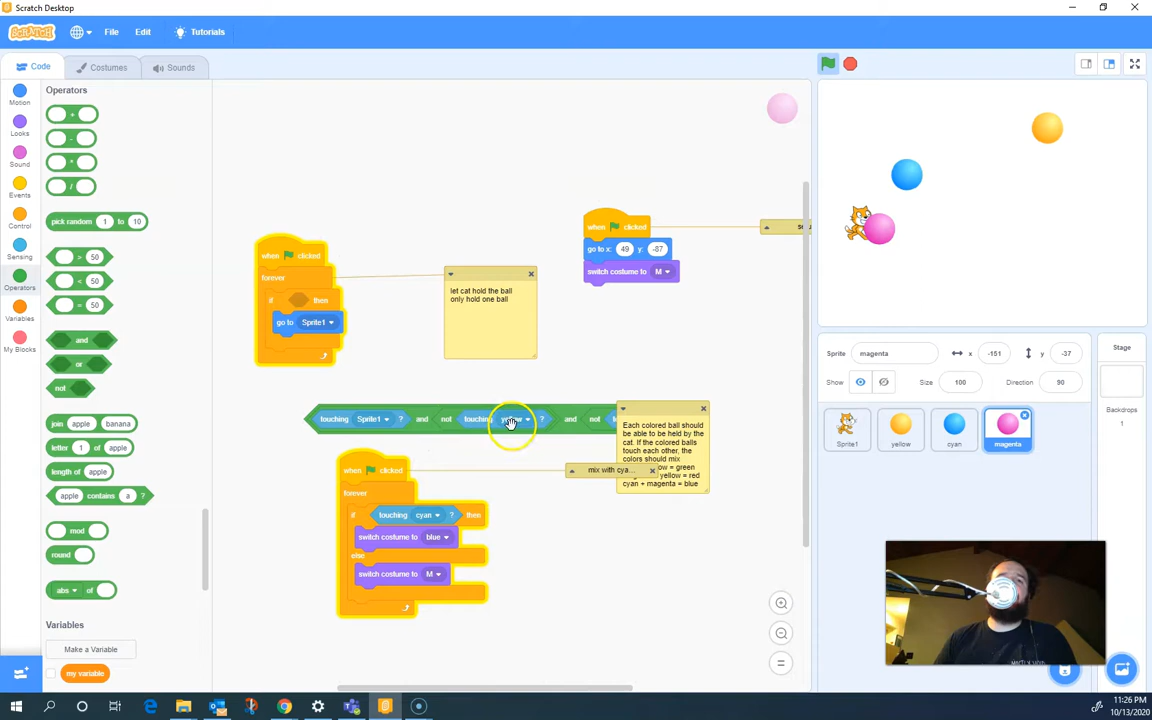 Scratch Desktop
SCRATCH File Edit Tutorials
Code Costumes Sounds
Motion
Looks
Sound
Events
Control
Sensing
Operators
Variables
My Blocks
Operators
+
-
*
/
pick random 1 to 10
> 50
< 50
= 50
and
or
not
join apple banana
letter 1 of apple
length of apple
apple contains a ?
mod
round
abs of
Variables
Make a Variable
my variable
when clicked
forever
if then
go to Sprite1
let cat hold the ball
only hold one ball
when clicked
go to x: 49 y: -87
switch costume to M
touching Sprite1 ? and not touching ? and not
Each colored ball should
be able to be held by the
cat. If the colored balls
touch each other, the
colors should mix
= green
yellow = red
cyan + magenta = blue
mix with cya...
when clicked
forever
if touching cyan ? then
switch costume to blue
else
switch costume to M
Sprite magenta x -151 y -37
Show Size 100 Direction 90
Sprite1 yellow cyan magenta
Stage
Backdrops
1
11:26 PM
10/13/2020